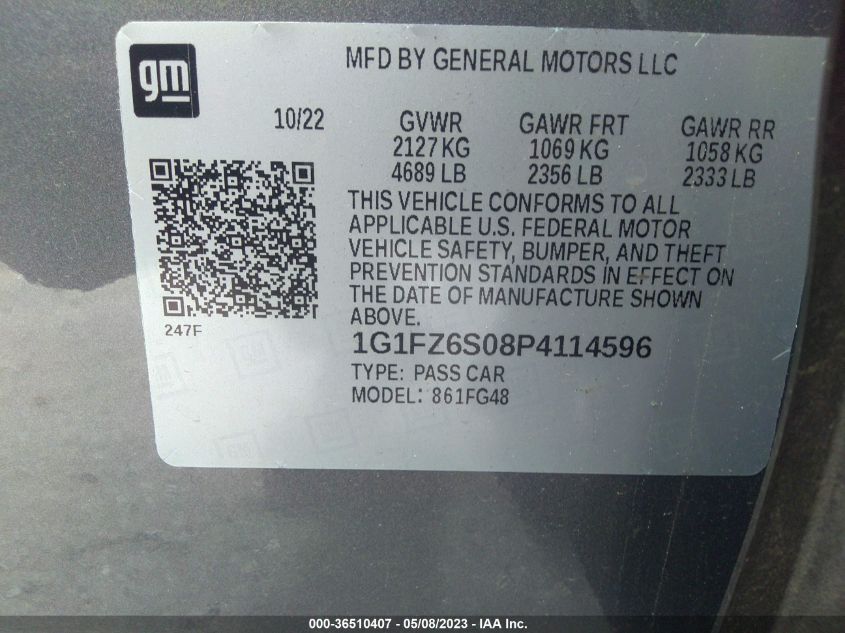 gm
MFD BY GENERAL MOTORS LLC
10/22 GVWR GAWR FRT GAWR RR
2127 KG 1069 KG 1058 KG
4689 LB 2356 LB 2333 LB
THIS VEHICLE CONFORMS TO ALL
APPLICABLE U.S. FEDERAL MOTOR
VEHICLE SAFETY, BUMPER, AND THEFT
PREVENTION STANDARDS IN EFFECT ON
THE DATE OF MANUFACTURE SHOWN
ABOVE.
247F
1G1FZ6S08P4114596
TYPE: PASS CAR
MODEL: 861FG48
000-36510407 - 05/08/2023 - IAA Inc.